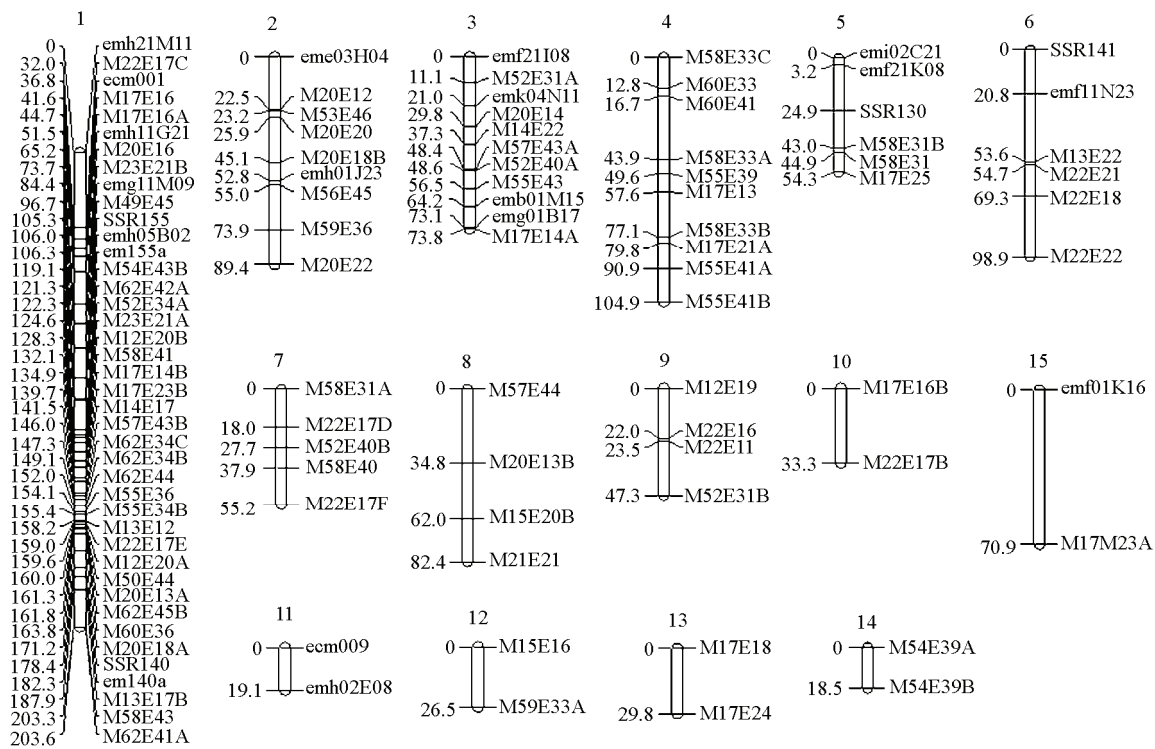 1
0 emh21M11
32.0 M22E17C
36.8 ecm001
41.6 M17E16
44.7 M17E16A
51.5 emh11G21
65.2 M20E16
73.7 M23E21B
84.4 emg11M09
96.7 M49E45
105.3 SSR155
106.0 emh05B02
106.3 em155a
119.1 M54E43B
121.3 M62E42A
122.3 M52E34A
124.6 M23E21A
128.3 M12E20B
132.1 M58E41
134.9 M17E14B
139.7 M17E23B
141.5 M14E17
146.0 M57E43B
147.3 M62E34C
149.1 M62E34B
152.0 M62E44
154.1 M55E36
155.4 M55E34B
158.2 M13E12
159.0 M22E17E
159.6 M12E20A
160.0 M50E44
161.3 M20E13A
161.8 M62E45B
163.8 M60E36
171.2 M20E18A
178.4 SSR140
182.3 em140a
187.9 M13E17B
203.3 M58E43
203.6 M62E41A
2
0 eme03H04
22.5 M20E12
23.2 M53E46
25.9 M20E20
45.1 M20E18B
52.8 emh01J23
55.0 M56E45
73.9 M59E36
89.4 M20E22
3
0 emf21I08
11.1 M52E31A
21.0 emk04N11
29.8 M20E14
37.3 M14E22
48.4 M57E43A
48.6 M52E40A
56.5 M55E43
64.2 emb01M15
73.1 emg01B17
73.8 M17E14A
4
0 M58E33C
12.8 M60E33
16.7 M60E41
43.9 M58E33A
49.6 M55E39
57.6 M17E13
77.1 M58E33B
79.8 M17E21A
90.9 M55E41A
104.9 M55E41B
5
0 emi02C21
3.2 emf21K08
24.9 SSR130
43.0 M58E31B
44.9 M58E31
54.3 M17E25
6
0 SSR141
20.8 emf11N23
53.6 M13E22
54.7 M22E21
69.3 M22E18
98.9 M22E22
7
0 M58E31A
18.0 M22E17D
27.7 M52E40B
37.9 M58E40
55.2 M22E17F
8
0 M57E44
34.8 M20E13B
62.0 M15E20B
82.4 M21E21
9
0 M12E19
22.0 M22E16
23.5 M22E11
47.3 M52E31B
10
0 M17E16B
33.3 M22E17B
15
0 emf01K16
70.9 M17M23A
11
0 ecm009
19.1 emh02E08
12
0 M15E16
26.5 M59E33A
13
0 M17E18
29.8 M17E24
14
0 M54E39A
18.5 M54E39B